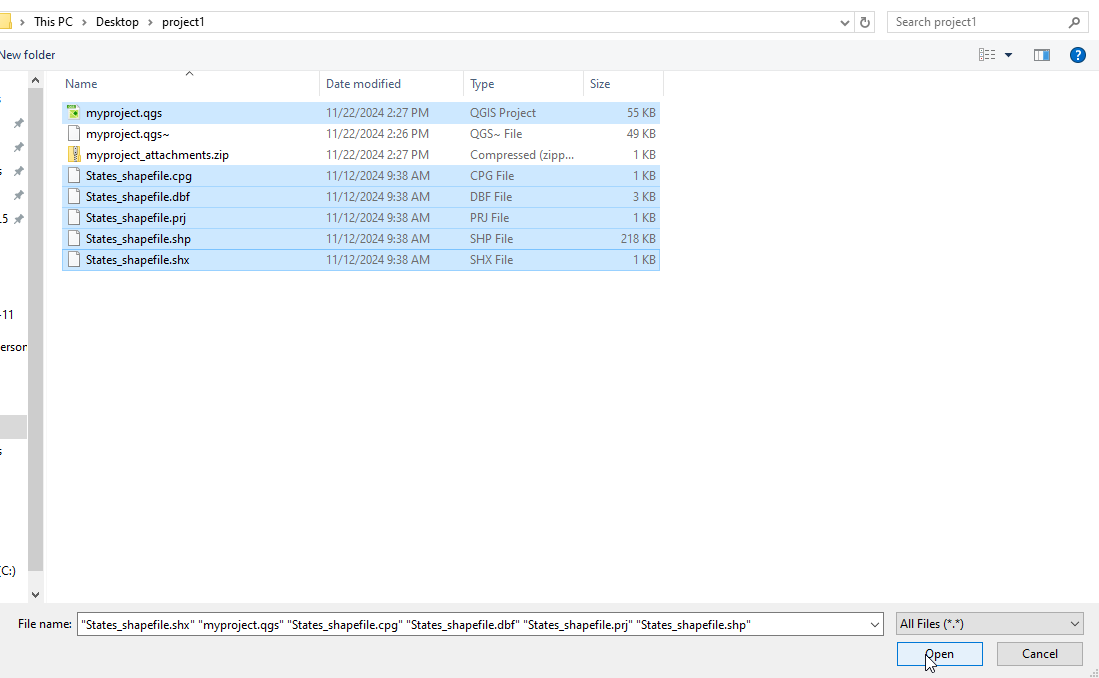 This PC > Desktop > project1
Search project1
New folder
Name Date modified Type Size
myproject.qgs 11/22/2024 2:27 PM QGIS Project 55 KB
myproject.qgs~ 11/22/2024 2:26 PM QGS~ File 49 KB
myproject_attachments.zip 11/22/2024 2:27 PM Compressed (zipp... 1 KB
States_shapefile.cpg 11/12/2024 9:38 AM CPG File 1 KB
States_shapefile.dbf 11/12/2024 9:38 AM DBF File 3 KB
States_shapefile.prj 11/12/2024 9:38 AM PRJ File 1 KB
States_shapefile.shp 11/12/2024 9:38 AM SHP File 218 KB
States_shapefile.shx 11/12/2024 9:38 AM SHX File 1 KB
s
s
.5
-11
erson
s
(C:)
File name: "States_shapefile.shx" "myproject.qgs" "States_shapefile.cpg" "States_shapefile.dbf" "States_shapefile.prj" "States_shapefile.shp"
All Files (*.*)
Open Cancel